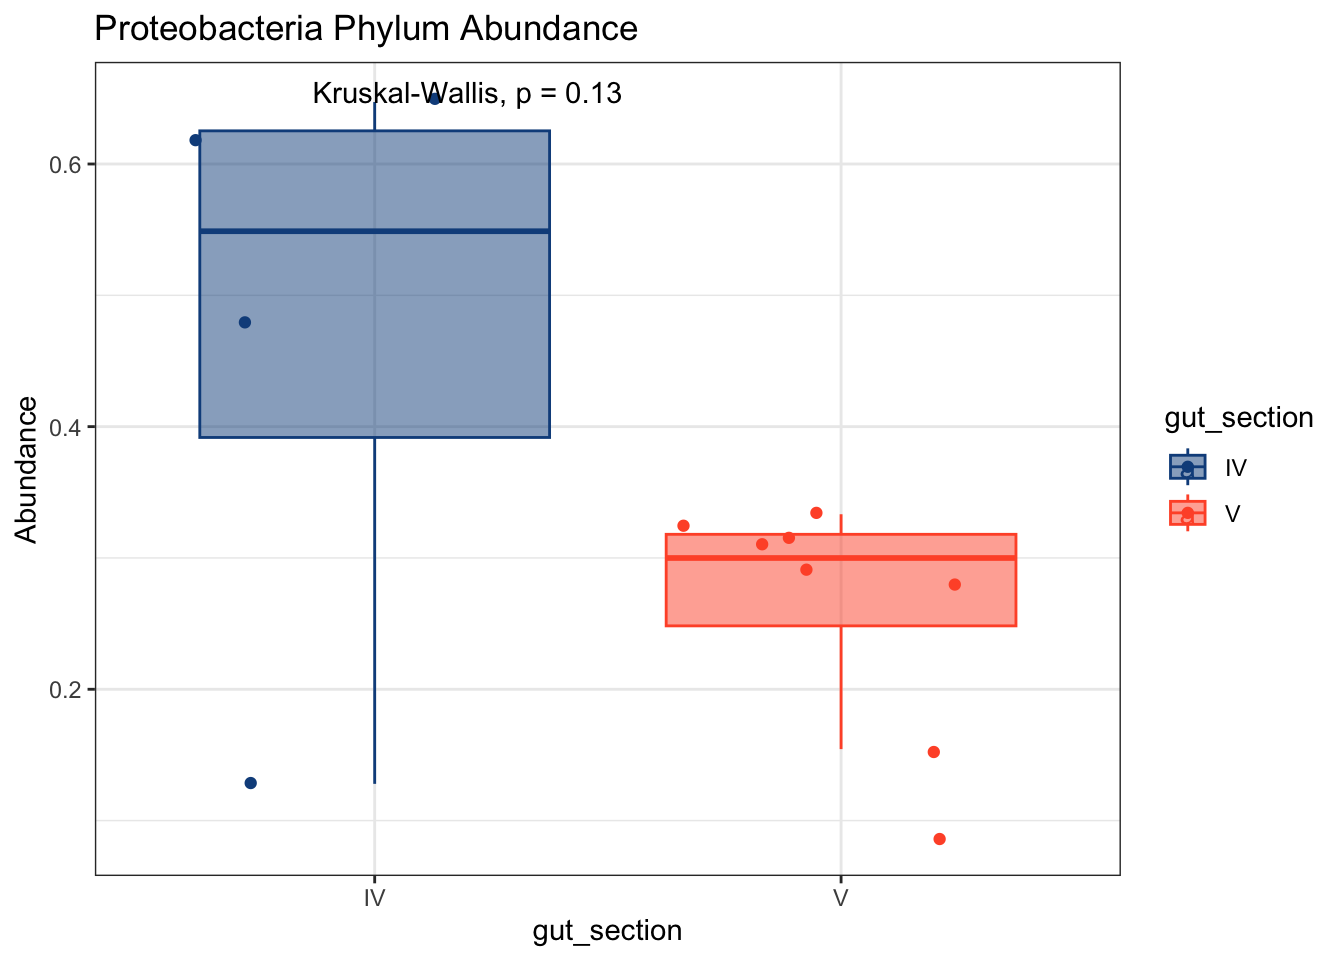 Proteobacteria Phylum Abundance
Kruskal-Wallis, p = 0.13
0.6
0.4
0.2
Abundance
IV
V
gut_section
gut_section
IV
V